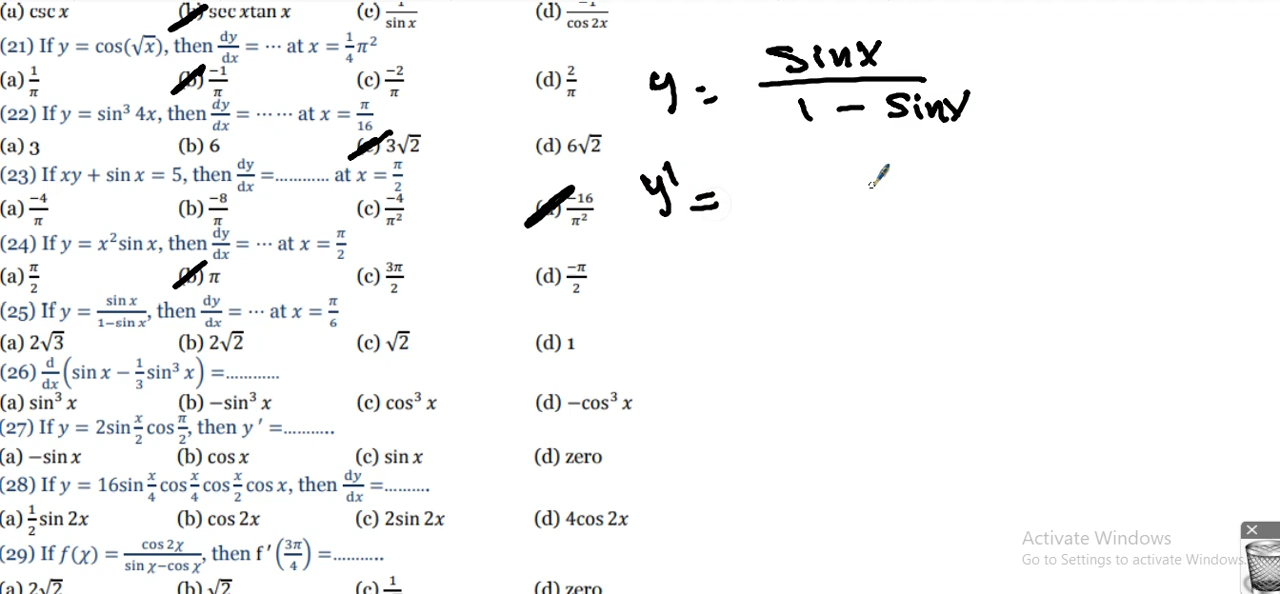 (a) csc x (b) sec x tan x (c) 1/sin x (d) -1/cos 2x
(21) If y = cos(√x), then dy/dx = ··· at x = 1/4 π²
(a) 1/π (b) -1/π (c) -2/π (d) 2/π
(22) If y = sin³ 4x, then dy/dx = ······ at x = π/16
(a) 3 (b) 6 (c) 3√2 (d) 6√2
(23) If xy + sin x = 5, then dy/dx =............ at x = π/2
(a) -4/π (b) -8/π (c) -4/π² (d) -16/π²
(24) If y = x² sin x, then dy/dx = ··· at x = π/2
(a) π/2 (b) π (c) 3π/2 (d) -π/2
(25) If y = sin x/1−sin x, then dy/dx = ··· at x = π/6
(a) 2√3 (b) 2√2 (c) √2 (d) 1
(26) d/dx (sin x − 1/3 sin³ x) =............
(a) sin³ x (b) −sin³ x (c) cos³ x (d) −cos³ x
(27) If y = 2sin x/2 cos π/2, then y ' =...........
(a) −sin x (b) cos x (c) sin x (d) zero
(28) If y = 16sin x/4 cos x/4 cos x/2 cos x, then dy/dx =..........
(a) 1/2 sin 2x (b) cos 2x (c) 2sin 2x (d) 4cos 2x
(29) If f(χ) = cos 2χ/sin χ−cos χ, then f ' (3π/4) =...........
(a) 2√2 (b) √2 (c) 1 (d) zero
y = sin x / 1 − sin x
y' =
Activate Windows
Go to Settings to activate Windows.